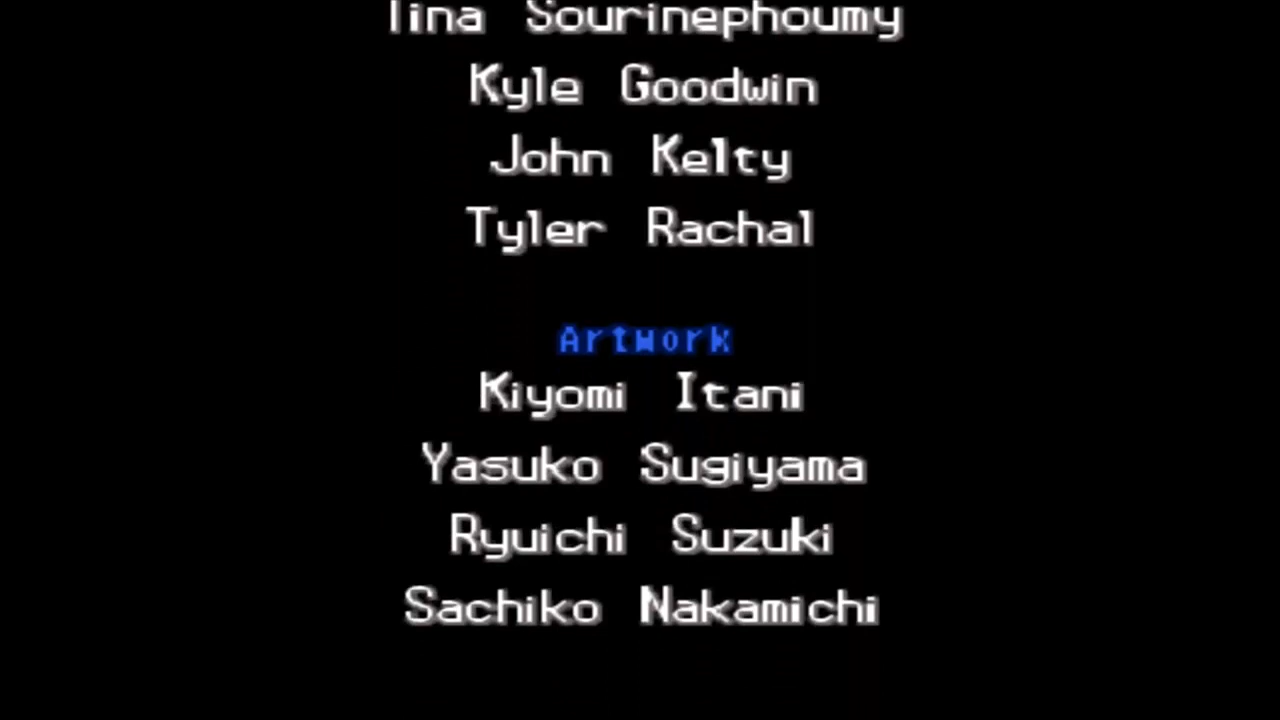 Tina Sourinephoumy
Kyle Goodwin
John Kelty
Tyler Rachal
Artwork
Kiyomi Itani
Yasuko Sugiyama
Ryuichi Suzuki
Sachiko Nakamichi